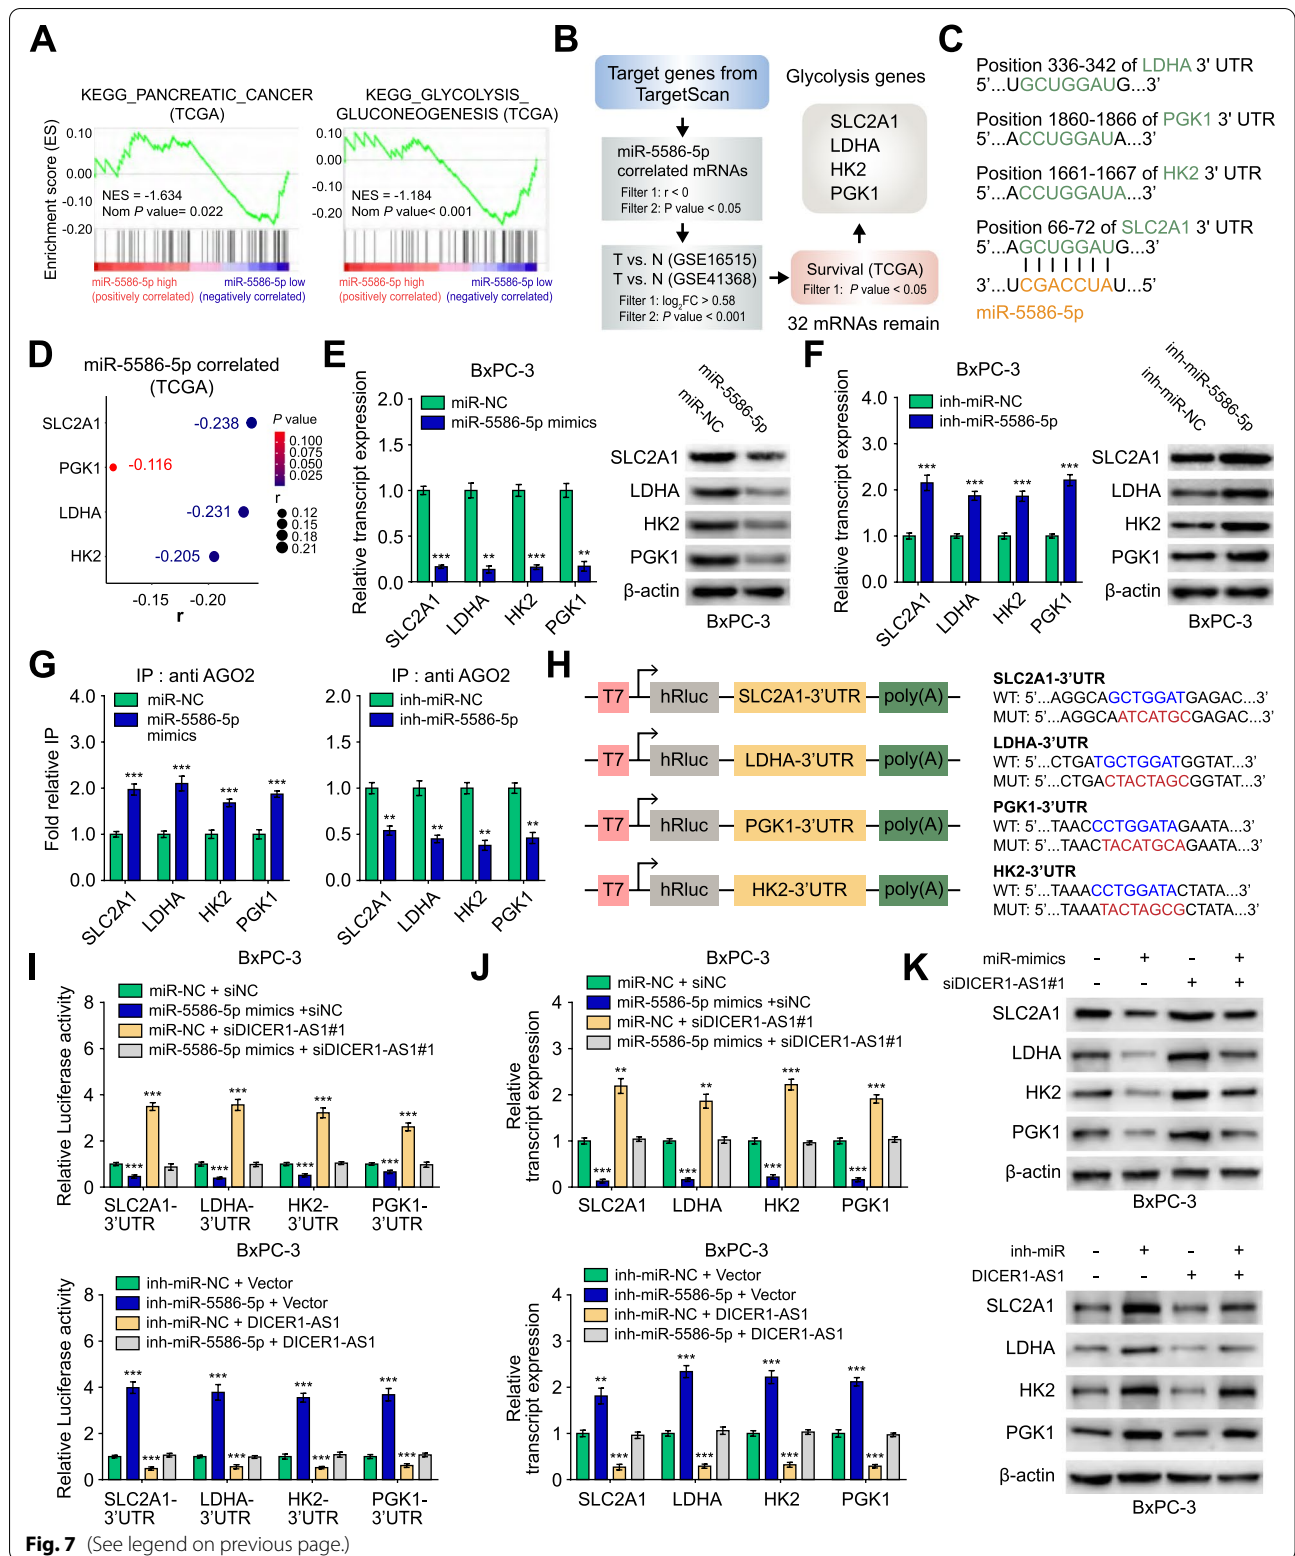 A
KEGG_PANCREATIC_CANCER
(TCGA)
KEGG_GLYCOLYSIS_
GLUCONEOGENESIS (TCGA)
Enrichment score (ES)
0.10
0.00
-0.10
-0.20
NES = -1.634
Nom P value= 0.022
0.10
0.00
-0.10
-0.20
NES = -1.184
Nom P value< 0.001
miR-5586-5p high
(positively correlated)
miR-5586-5p low
(negatively correlated)
miR-5586-5p high
(positively correlated)
miR-5586-5p low
(negatively correlated)
B
Target genes from
TargetScan
miR-5586-5p
correlated mRNAs
Filter 1: r < 0
Filter 2: P value < 0.05
T vs. N (GSE16515)
T vs. N (GSE41368)
Filter 1: log2FC > 0.58
Filter 2: P value < 0.001
Glycolysis genes
SLC2A1
LDHA
HK2
PGK1
Survival (TCGA)
Filter 1: P value < 0.05
32 mRNAs remain
C
Position 336-342 of LDHA 3' UTR
5'...UGCUGGAUG...3'
Position 1860-1866 of PGK1 3' UTR
5'...ACCUGGAUA...3'
Position 1661-1667 of HK2 3' UTR
5'...ACCUGGAUA...3'
Position 66-72 of SLC2A1 3' UTR
5'...AGCUGGAUG...3'
3'...UCGACCUAU...5'
miR-5586-5p
D
miR-5586-5p correlated
(TCGA)
SLC2A1
PGK1
LDHA
HK2
-0.238
-0.116
-0.231
-0.205
-0.15
-0.20
r
P value
0.100
0.075
0.050
0.025
r
0.12
0.15
0.18
0.21
E
BxPC-3
Relative transcript expression
2.0
1.5
1.0
0.5
0.0
miR-NC
miR-5586-5p mimics
*** ** *** **
SLC2A1 LDHA HK2 PGK1
miR-NC
miR-5586-5p
SLC2A1
LDHA
HK2
PGK1
β-actin
BxPC-3
F
BxPC-3
Relative transcript expression
4.0
3.0
2.0
1.0
0.0
inh-miR-NC
inh-miR-5586-5p
*** *** *** ***
SLC2A1 LDHA HK2 PGK1
inh-miR-NC
inh-miR-5586-5p
SLC2A1
LDHA
HK2
PGK1
β-actin
BxPC-3
G
IP : anti AGO2
Fold relative IP
4.0
3.0
2.0
1.0
0.0
miR-NC
miR-5586-5p
mimics
*** *** *** ***
SLC2A1 LDHA HK2 PGK1
IP : anti AGO2
2.0
1.5
1.0
0.5
0.0
inh-miR-NC
inh-miR-5586-5p
** ** ** **
SLC2A1 LDHA HK2 PGK1
H
T7 hRluc SLC2A1-3'UTR poly(A)
T7 hRluc LDHA-3'UTR poly(A)
T7 hRluc PGK1-3'UTR poly(A)
T7 hRluc HK2-3'UTR poly(A)
SLC2A1-3'UTR
WT: 5'...AGGCAGCTGGATGAGAC...3'
MUT: 5'...AGGCAATCATGCGAGAC...3'
LDHA-3'UTR
WT: 5'...CTGATGCTGGATGGTAT...3'
MUT: 5'...CTGACTACTAGCGGTAT...3'
PGK1-3'UTR
WT: 5'...TAACCCTGGATAGAATA...3'
MUT: 5'...TAACTACATGCAGAATA...3'
HK2-3'UTR
WT: 5'...TAAACCTGGATACTATA...3'
MUT: 5'...TAAATACTAGCGCTATA...3'
I
BxPC-3
Relative Luciferase activity
8
6
4
2
0
miR-NC + siNC
miR-5586-5p mimics +siNC
miR-NC + siDICER1-AS1#1
miR-5586-5p mimics + siDICER1-AS1#1
*** *** *** *** *** *** *** ***
SLC2A1-
3'UTR
LDHA-
3'UTR
HK2-
3'UTR
PGK1-
3'UTR
BxPC-3
Relative Luciferase activity
8
6
4
2
0
inh-miR-NC + Vector
inh-miR-5586-5p + Vector
inh-miR-NC + DICER1-AS1
inh-miR-5586-5p + DICER1-AS1
*** *** *** *** *** *** *** ***
SLC2A1-
3'UTR
LDHA-
3'UTR
HK2-
3'UTR
PGK1-
3'UTR
J
BxPC-3
Relative
transcript expression
4
3
2
1
0
miR-NC + siNC
miR-5586-5p mimics +siNC
miR-NC + siDICER1-AS1#1
miR-5586-5p mimics + siDICER1-AS1#1
*** ** *** ** *** *** *** ***
SLC2A1 LDHA HK2 PGK1
BxPC-3
Relative
transcript expression
4
3
2
1
0
inh-miR-NC + Vector
inh-miR-5586-5p + Vector
inh-miR-NC + DICER1-AS1
inh-miR-5586-5p + DICER1-AS1
** *** *** *** *** *** *** ***
SLC2A1 LDHA HK2 PGK1
K
miR-mimics - + - +
siDICER1-AS1#1 - - + +
SLC2A1
LDHA
HK2
PGK1
β-actin
BxPC-3
inh-miR - + - +
DICER1-AS1 - - + +
SLC2A1
LDHA
HK2
PGK1
β-actin
BxPC-3
Fig. 7 (See legend on previous page.)